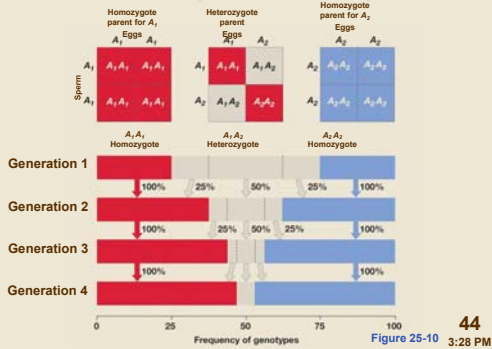 Homozygote
parent for A₁
Eggs
A₁ A₁
Sperm
A₁ A₁A₁ A₁A₁
A₁ A₁A₁ A₁A₁
Heterozygote
parent
Eggs
A₁ A₂
A₁ A₁A₁ A₁A₂
A₂ A₁A₂ A₂A₂
Homozygote
parent for A₂
Eggs
A₂ A₂
A₂ A₂A₂ A₂A₂
A₂ A₂A₂ A₂A₂
A₁A₁
Homozygote
A₁A₂
Heterozygote
A₂A₂
Homozygote
Generation 1
100% 25% 50% 25% 100%
Generation 2
100% 25% 50% 25% 100%
Generation 3
100% 100%
Generation 4
0 25 50 75 100
Frequency of genotypes
Figure 25-10
44
3:28 PM